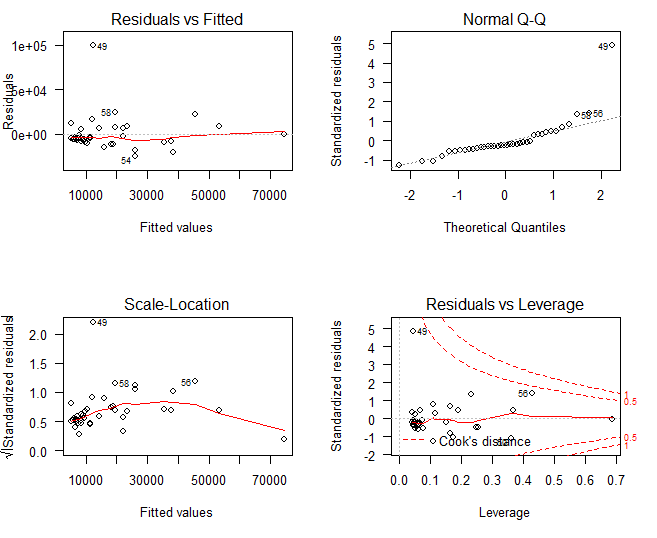 Residuals vs Fitted
Residuals
1e+05
5e+04
0e+00
49
58
54
10000 30000 50000 70000
Fitted values
Normal Q-Q
Standardized residuals
5
4
3
2
1
0
-1
49
58
56
-2 -1 0 1 2
Theoretical Quantiles
Scale-Location
√|Standardized residuals|
2.0
1.5
1.0
0.5
0.0
49
58
56
10000 30000 50000 70000
Fitted values
Residuals vs Leverage
Standardized residuals
5
4
3
2
1
0
-1
-2
49
56
1
0.5
0.5
1
Cook's distance
0.0 0.1 0.2 0.3 0.4 0.5 0.6 0.7
Leverage